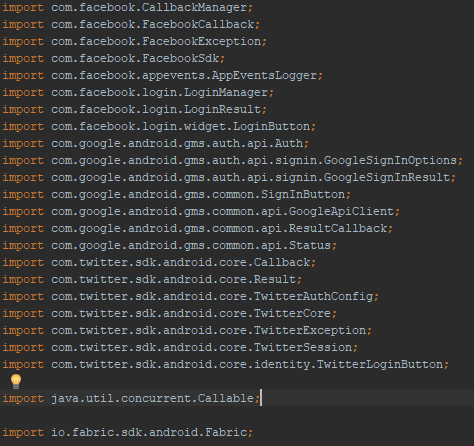 import com.facebook.CallbackManager;
import com.facebook.FacebookCallback;
import com.facebook.FacebookException;
import com.facebook.FacebookSdk;
import com.facebook.appevents.AppEventsLogger;
import com.facebook.login.LoginManager;
import com.facebook.login.LoginResult;
import com.facebook.login.widget.LoginButton;
import com.google.android.gms.auth.api.Auth;
import com.google.android.gms.auth.api.signin.GoogleSignInOptions;
import com.google.android.gms.auth.api.signin.GoogleSignInResult;
import com.google.android.gms.common.SignInButton;
import com.google.android.gms.common.api.GoogleApiClient;
import com.google.android.gms.common.api.ResultCallback;
import com.google.android.gms.common.api.Status;
import com.twitter.sdk.android.core.Callback;
import com.twitter.sdk.android.core.Result;
import com.twitter.sdk.android.core.TwitterAuthConfig;
import com.twitter.sdk.android.core.TwitterCore;
import com.twitter.sdk.android.core.TwitterException;
import com.twitter.sdk.android.core.TwitterSession;
import com.twitter.sdk.android.core.identity.TwitterLoginButton;
import java.util.concurrent.Callable;
import io.fabric.sdk.android.Fabric;